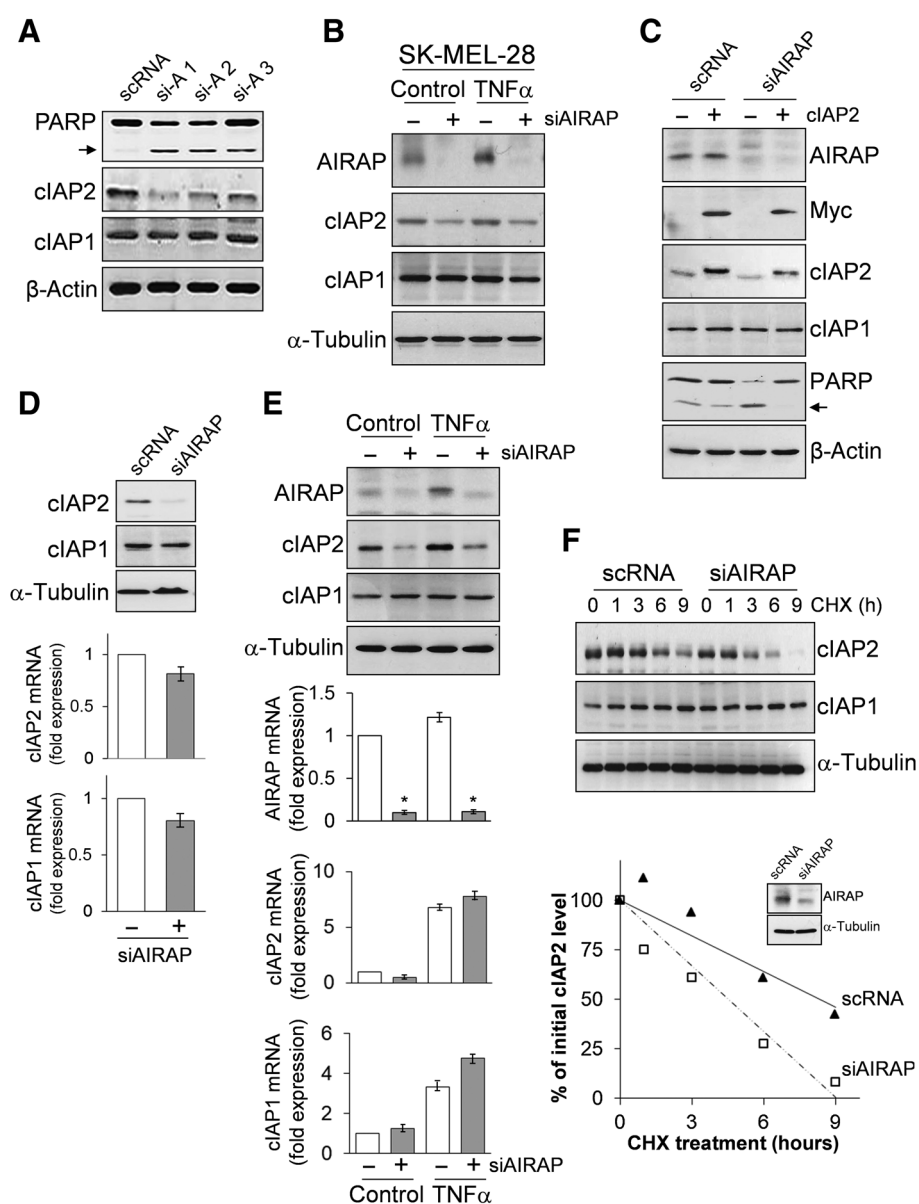 A
scRNA
si-A 1
si-A 2
si-A 3
PARP
cIAP2
cIAP1
β-Actin
B
SK-MEL-28
Control TNFα
– + – + siAIRAP
AIRAP
cIAP2
cIAP1
α-Tubulin
C
scRNA
siAIRAP
– + – + cIAP2
AIRAP
Myc
cIAP2
cIAP1
PARP
β-Actin
D
scRNA
siAIRAP
cIAP2
cIAP1
α-Tubulin
cIAP2 mRNA
(fold expression)
1
0.5
0
cIAP1 mRNA
(fold expression)
1
0.5
0
– +
siAIRAP
E
Control TNFα
– + – + siAIRAP
AIRAP
cIAP2
cIAP1
α-Tubulin
AIRAP mRNA
(fold expression)
1.5
1
0.5
0
* *
cIAP2 mRNA
(fold expression)
10
5
0
cIAP1 mRNA
(fold expression)
6
4
2
0
– + – + siAIRAP
Control TNFα
F
scRNA siAIRAP
0 1 3 6 9 0 1 3 6 9 CHX (h)
cIAP2
cIAP1
α-Tubulin
scRNA
siAIRAP
AIRAP
α-Tubulin
% of initial cIAP2 level
100
75
50
25
0
scRNA
siAIRAP
0 3 6 9
CHX treatment (hours)